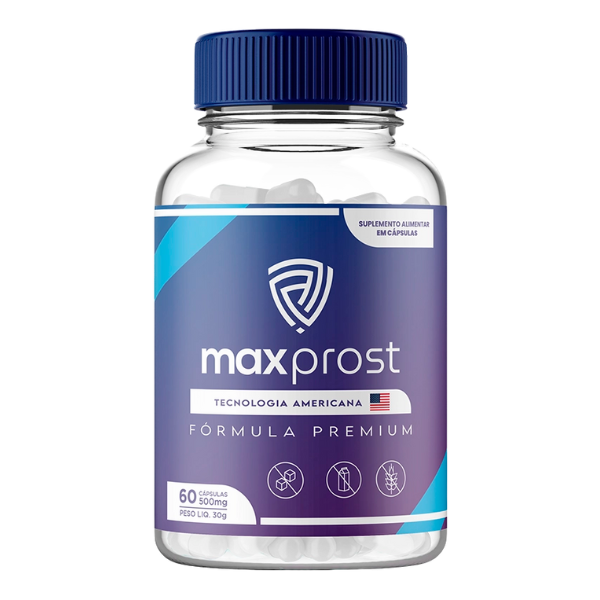 SUPLEMENTO ALIMENTAR
EM CÁPSULAS
maxprost
TECNOLOGIA AMERICANA
FÓRMULA PREMIUM
60 CÁPSULAS
500mg
PESO LIQ. 30g